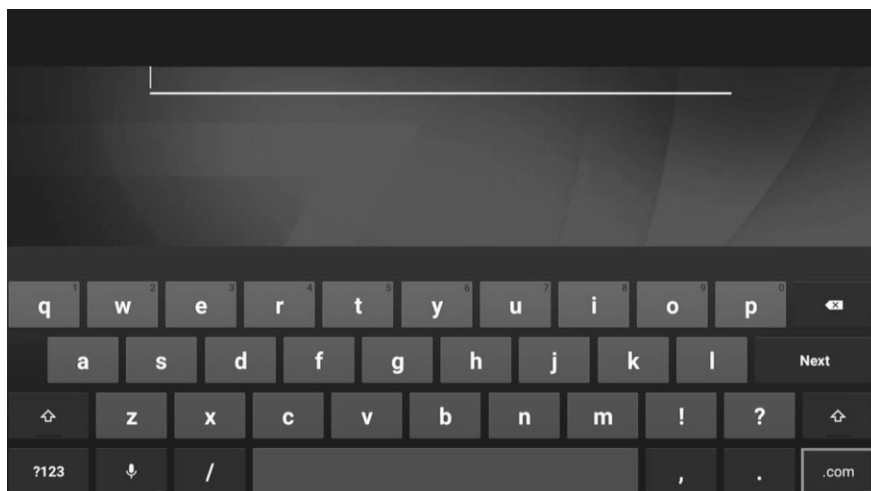 q 1 w 2 e 3 r 4 t 5 y 6 u 7 i 8 o 9 p 0
a s d f g h j k l Next
z x c v b n m ! ?
?123 / , . .com